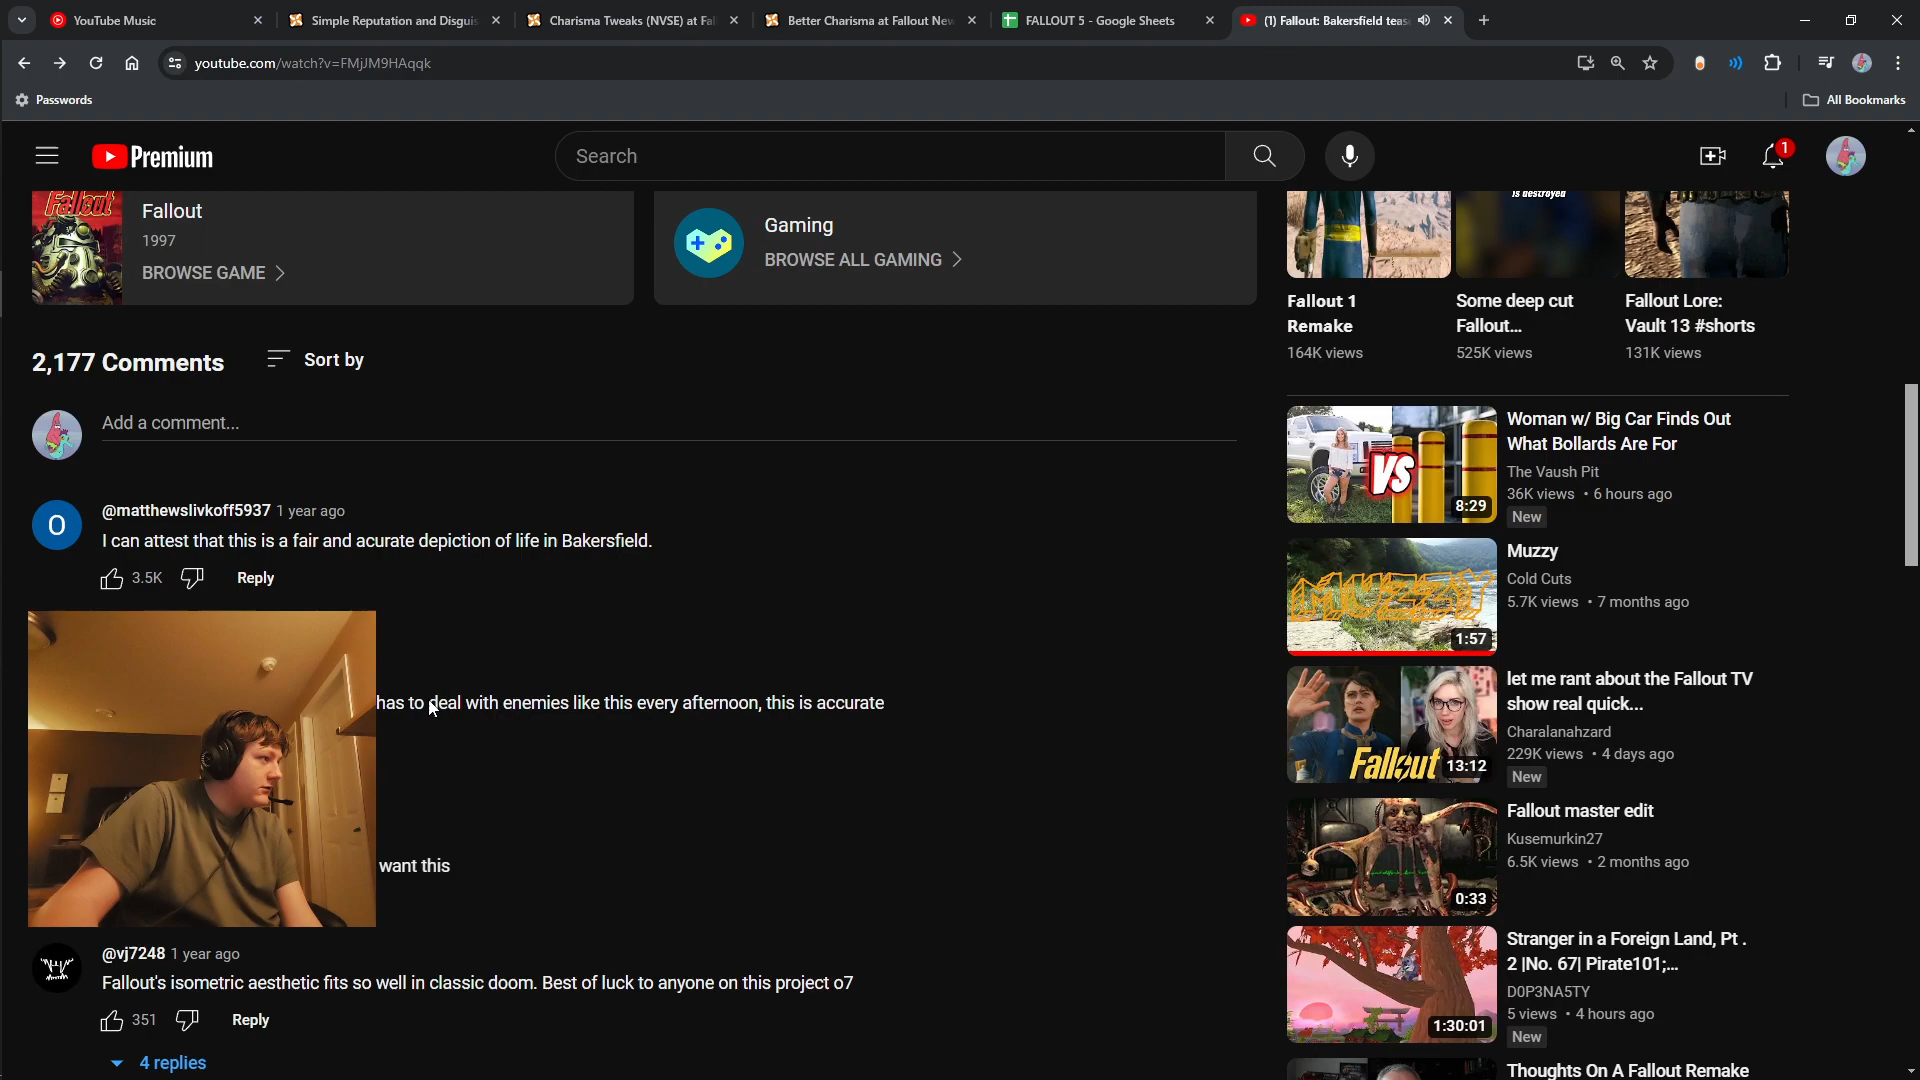 YouTube Music
Simple Reputation and Disguis
Charisma Tweaks (NVSE) at Fal
Better Charisma at Fallout New
FALLOUT 5 - Google Sheets
(1) Fallout: Bakersfield teas
youtube.com/watch?v=FMjJM9HAqqk
Passwords
All Bookmarks
Premium
Search
1
Fallout
Fallout
1997
BROWSE GAME
Gaming
BROWSE ALL GAMING
is destroyed
Fallout 1
Remake
164K views
Some deep cut
Fallout...
525K views
Fallout Lore:
Vault 13 #shorts
131K views
2,177 Comments
Sort by
Add a comment...
O
@matthewslivkoff5937 1 year ago
I can attest that this is a fair and acurate depiction of life in Bakersfield.
3.5K
Reply
has to deal with enemies like this every afternoon, this is accurate
want this
@vj7248 1 year ago
Fallout's isometric aesthetic fits so well in classic doom. Best of luck to anyone on this project o7
351
Reply
4 replies
VS
8:29
Woman w/ Big Car Finds Out
What Bollards Are For
The Vaush Pit
36K views • 6 hours ago
New
MUZZY
1:57
Muzzy
Cold Cuts
5.7K views • 7 months ago
Fallout
13:12
let me rant about the Fallout TV
show real quick...
Charalanahzard
229K views • 4 days ago
New
0:33
Fallout master edit
Kusemurkin27
6.5K views • 2 months ago
1:30:01
Stranger in a Foreign Land, Pt .
2 |No. 67| Pirate101;...
D0P3NA5TY
5 views • 4 hours ago
New
Thoughts On A Fallout Remake